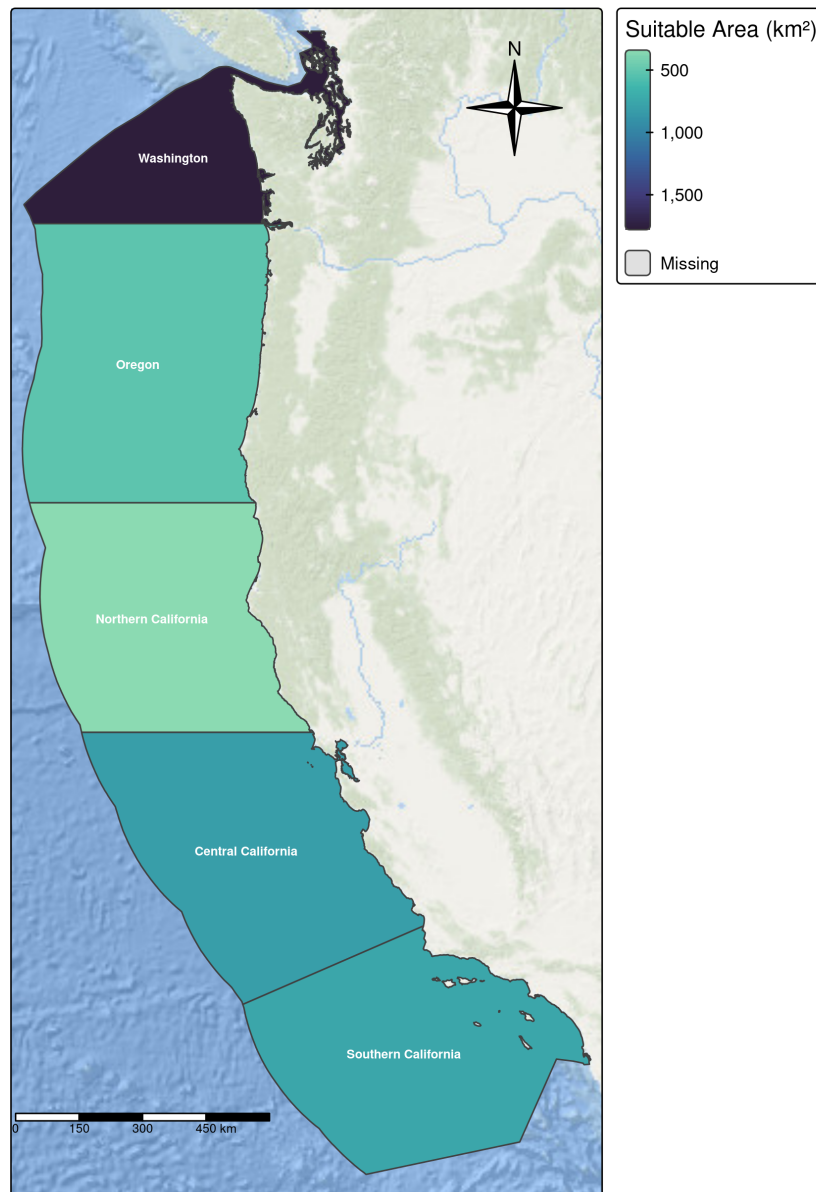 Suitable Area (km²)
500
1,000
1,500
Missing
N
Washington
Oregon
Northern California
Central California
Southern California
0 150 300 450 km